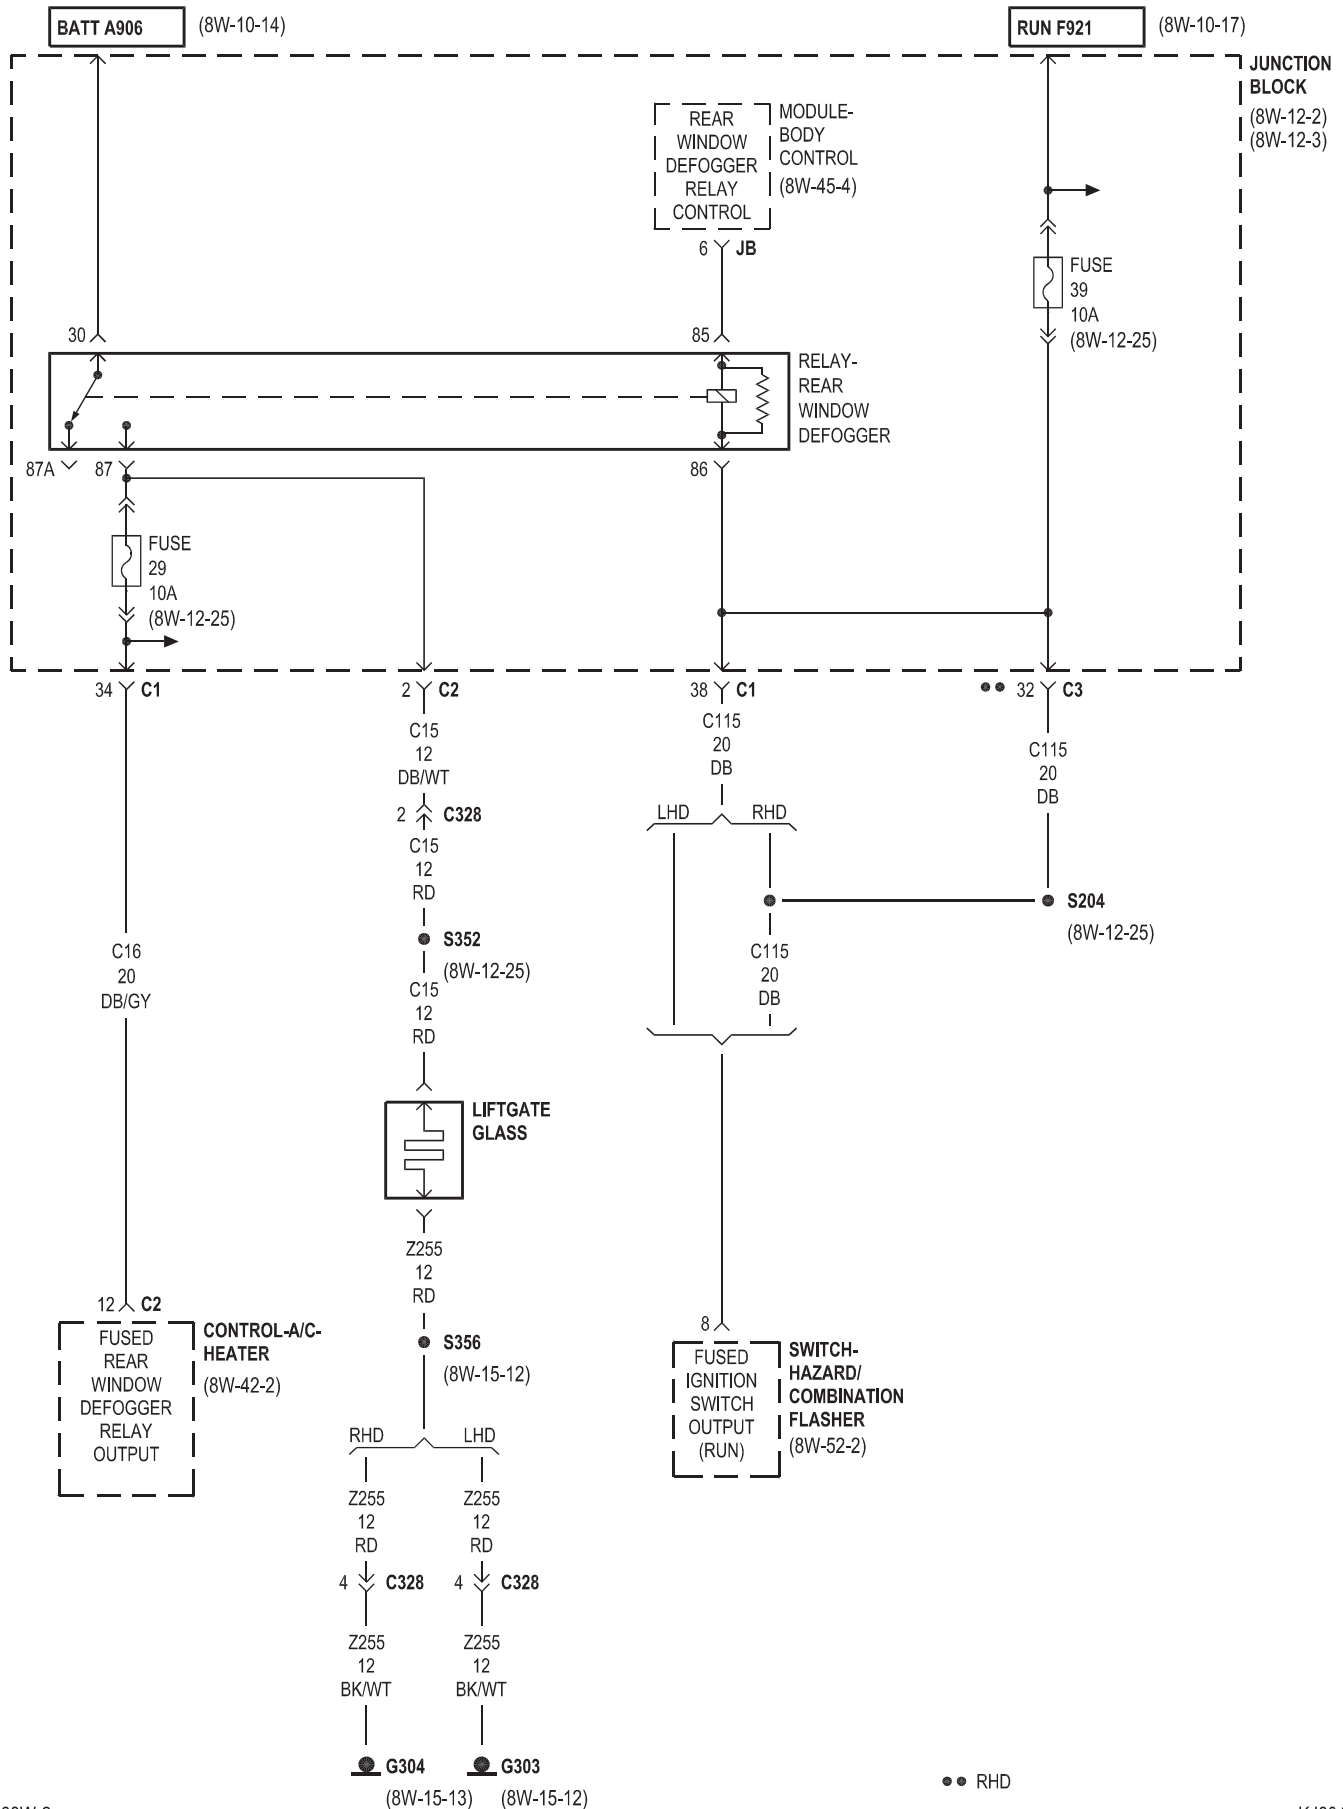 BATT A906
(8W-10-14)
RUN F921
(8W-10-17)
JUNCTION
BLOCK
(8W-12-2)
(8W-12-3)
REAR
WINDOW
DEFOGGER
RELAY
CONTROL
MODULE-
BODY
CONTROL
(8W-45-4)
6 JB
FUSE
39
10A
(8W-12-25)
30
85
RELAY-
REAR
WINDOW
DEFOGGER
87A
87
86
FUSE
29
10A
(8W-12-25)
34 C1
2 C2
38 C1
32 C3
C15
12
DB/WT
2 C328
C15
12
RD
S352
(8W-12-25)
C15
12
RD
C115
20
DB
LHD
RHD
C115
20
DB
S204
(8W-12-25)
C115
20
DB
C16
20
DB/GY
LIFTGATE
GLASS
Z255
12
RD
S356
(8W-15-12)
12 C2
FUSED
REAR
WINDOW
DEFOGGER
RELAY
OUTPUT
CONTROL-A/C-
HEATER
(8W-42-2)
8
FUSED
IGNITION
SWITCH
OUTPUT
(RUN)
SWITCH-
HAZARD/
COMBINATION
FLASHER
(8W-52-2)
RHD
LHD
Z255
12
RD
Z255
12
RD
4 C328
4 C328
Z255
12
BK/WT
Z255
12
BK/WT
G304
(8W-15-13)
G303
(8W-15-12)
RHD